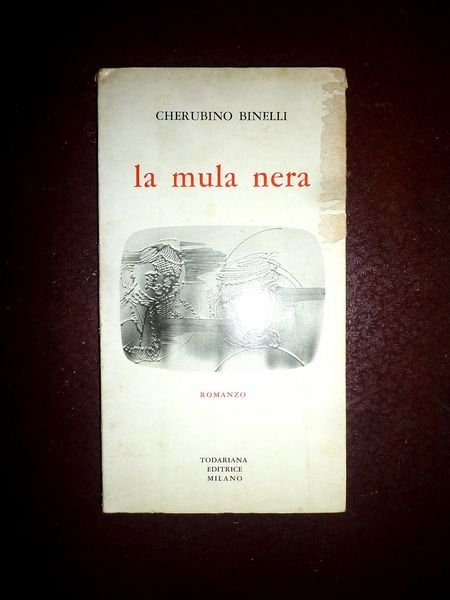 CHERUBINO BINELLI
la mula nera
ROMANZO
TODARIANA
EDITRICE
MILANO